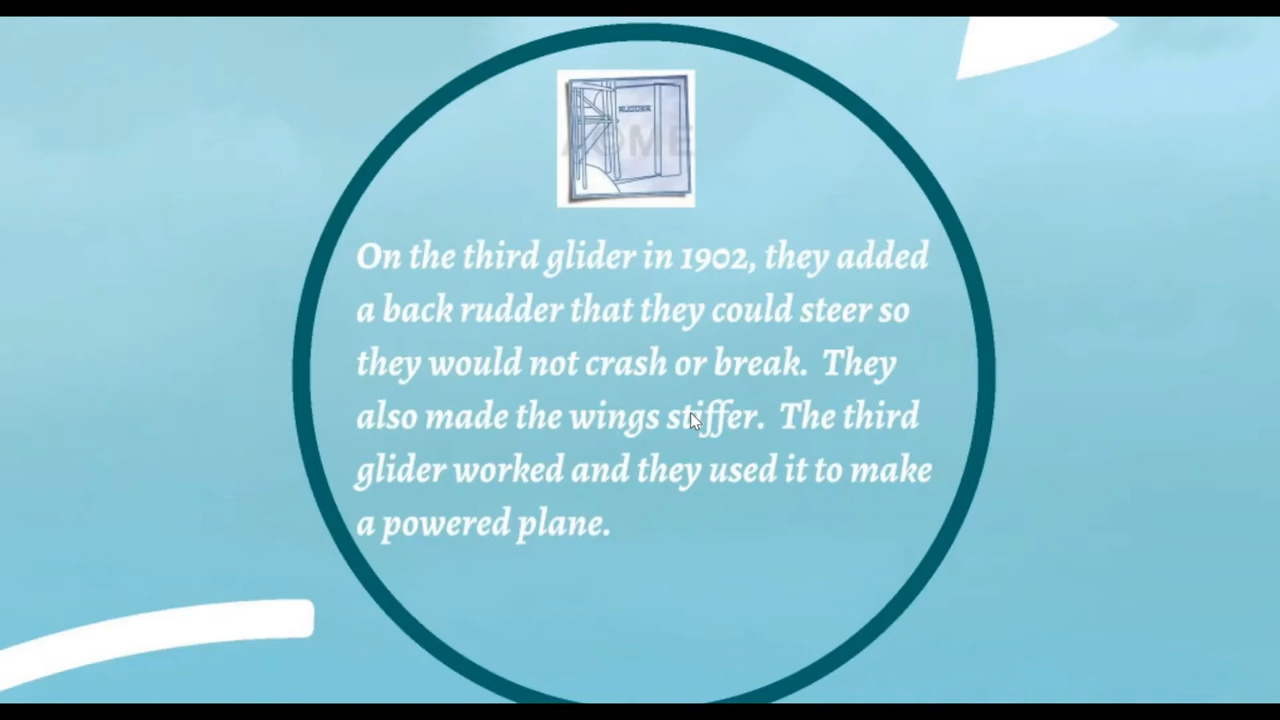 RUDDER
ACME
On the third glider in 1902, they added
a back rudder that they could steer so
they would not crash or break.  They
also made the wings stiffer.  The third
glider worked and they used it to make
a powered plane.